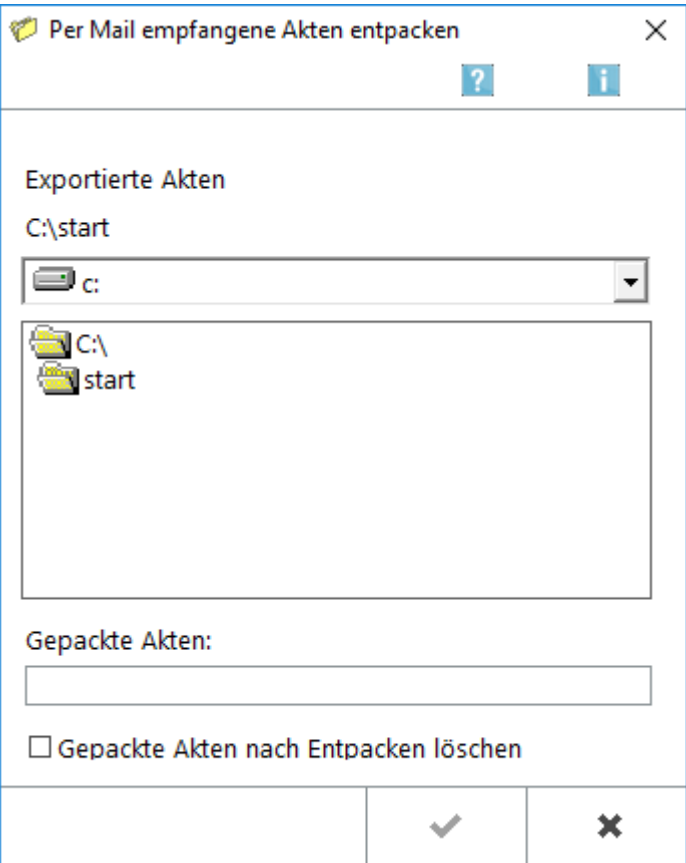 Per Mail empfangene Akten entpacken
? i
Exportierte Akten
C:\start
c:
C:\
start
Gepackte Akten:
Gepackte Akten nach Entpacken löschen